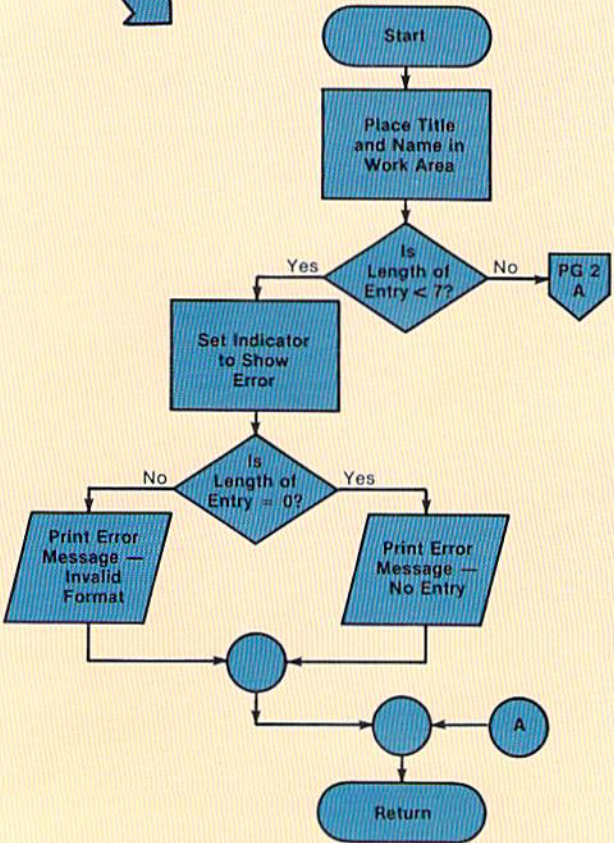 Start
Place Title
and Name in
Work Area
Is
Length of
Entry < 7?
Yes
No
PG 2
A
Set Indicator
to Show
Error
Is
Length of
Entry = 0?
No
Yes
Print Error
Message —
Invalid
Format
Print Error
Message —
No Entry
A
Return